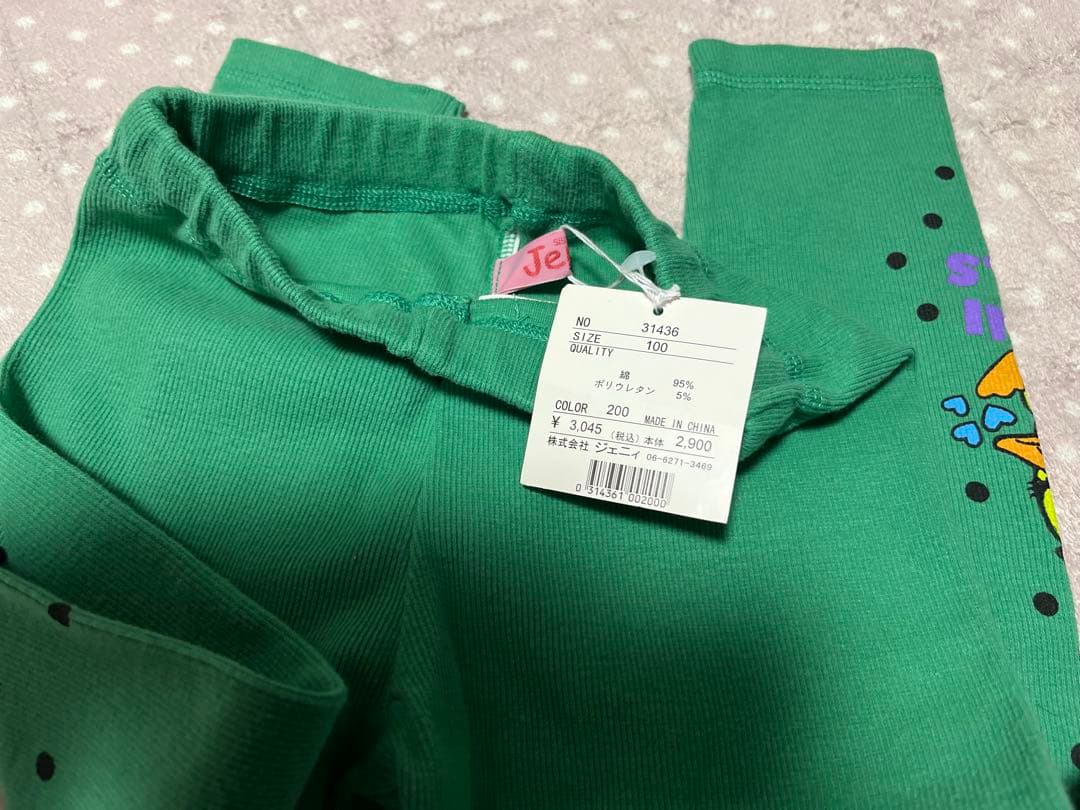 Je
NO 31436
SIZE 100
QUALITY
綿 95%
ポリウレタン 5%
COLOR 200 MADE IN CHINA
¥ 3,045 (税込) 本体 2,900
株式会社 ジェニィ 06-6271-3469
0 314361 002000